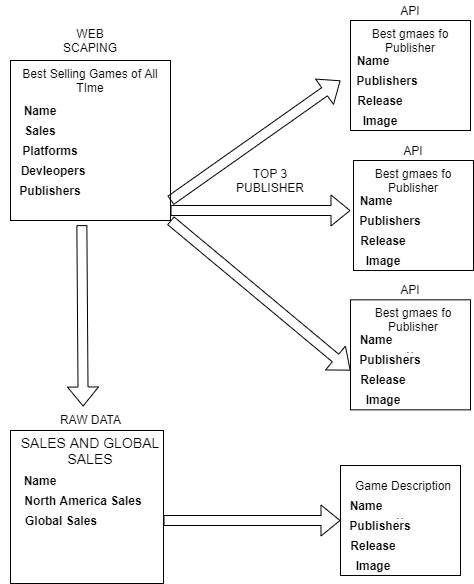 WEB
SCAPING
Best Selling Games of All
TIme
Name
Sales
Platforms
Devleopers
Publishers
TOP 3
PUBLISHER
API
Best gmaes fo
Publisher
Name
Publishers
Release
Image
API
Best gmaes fo
Publisher
Name
Publishers
Release
Image
API
Best gmaes fo
Publisher
Name
Publishers
Release
Image
RAW DATA
SALES AND GLOBAL
SALES
Name
North America Sales
Global Sales
Game Description
Name
Publishers
Release
Image